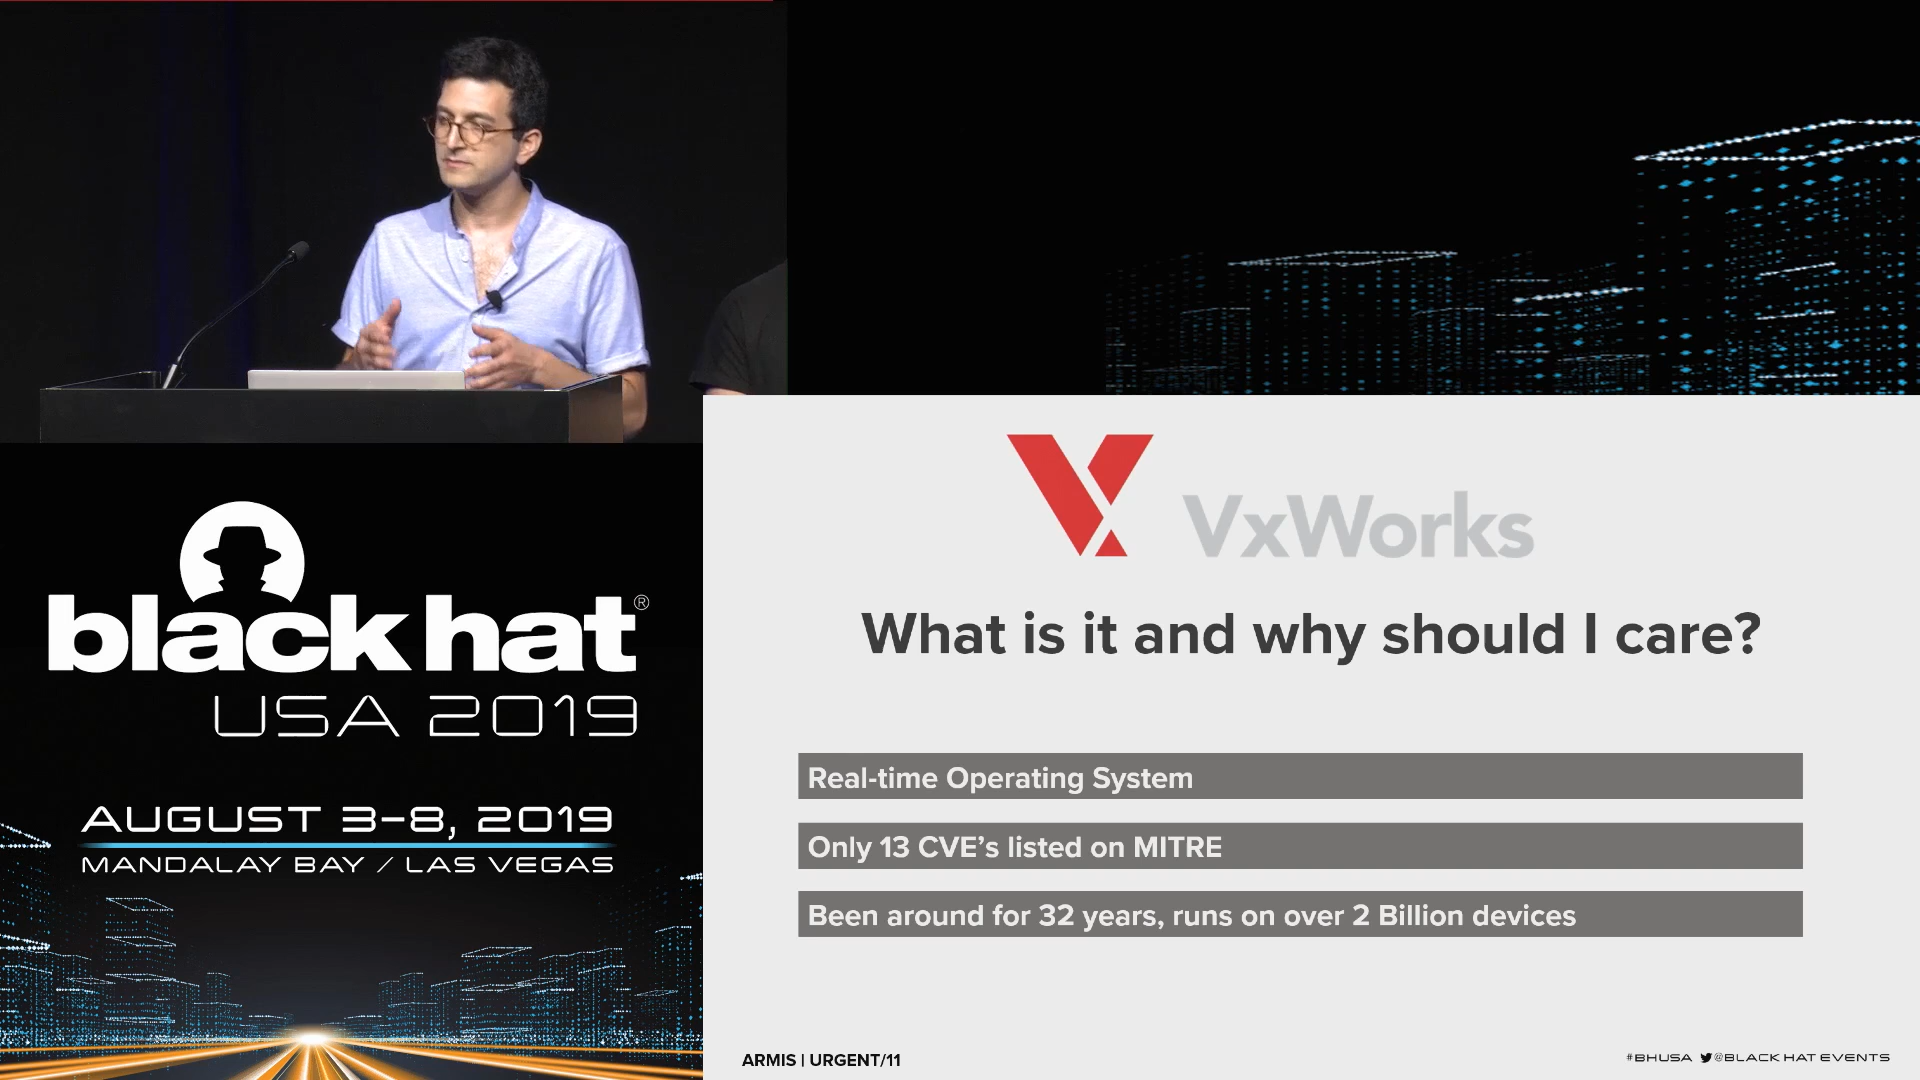 black hat®
USA 2019
AUGUST 3-8, 2019
MANDALAY BAY / LAS VEGAS
VxWorks
What is it and why should I care?
Real-time Operating System
Only 13 CVE's listed on MITRE
Been around for 32 years, runs on over 2 Billion devices
ARMIS | URGENT/11
#BHUSA @BLACK HAT EVENTS